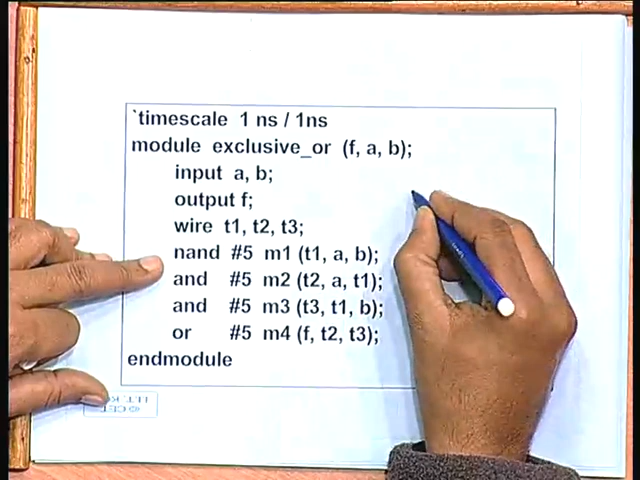 `timescale 1 ns / 1ns
module exclusive_or (f, a, b);
input a, b;
output f;
wire t1, t2, t3;
nand #5 m1 (t1, a, b);
and #5 m2 (t2, a, t1);
and #5 m3 (t3, t1, b);
or #5 m4 (f, t2, t3);
endmodule
© CET
I.I.T. K